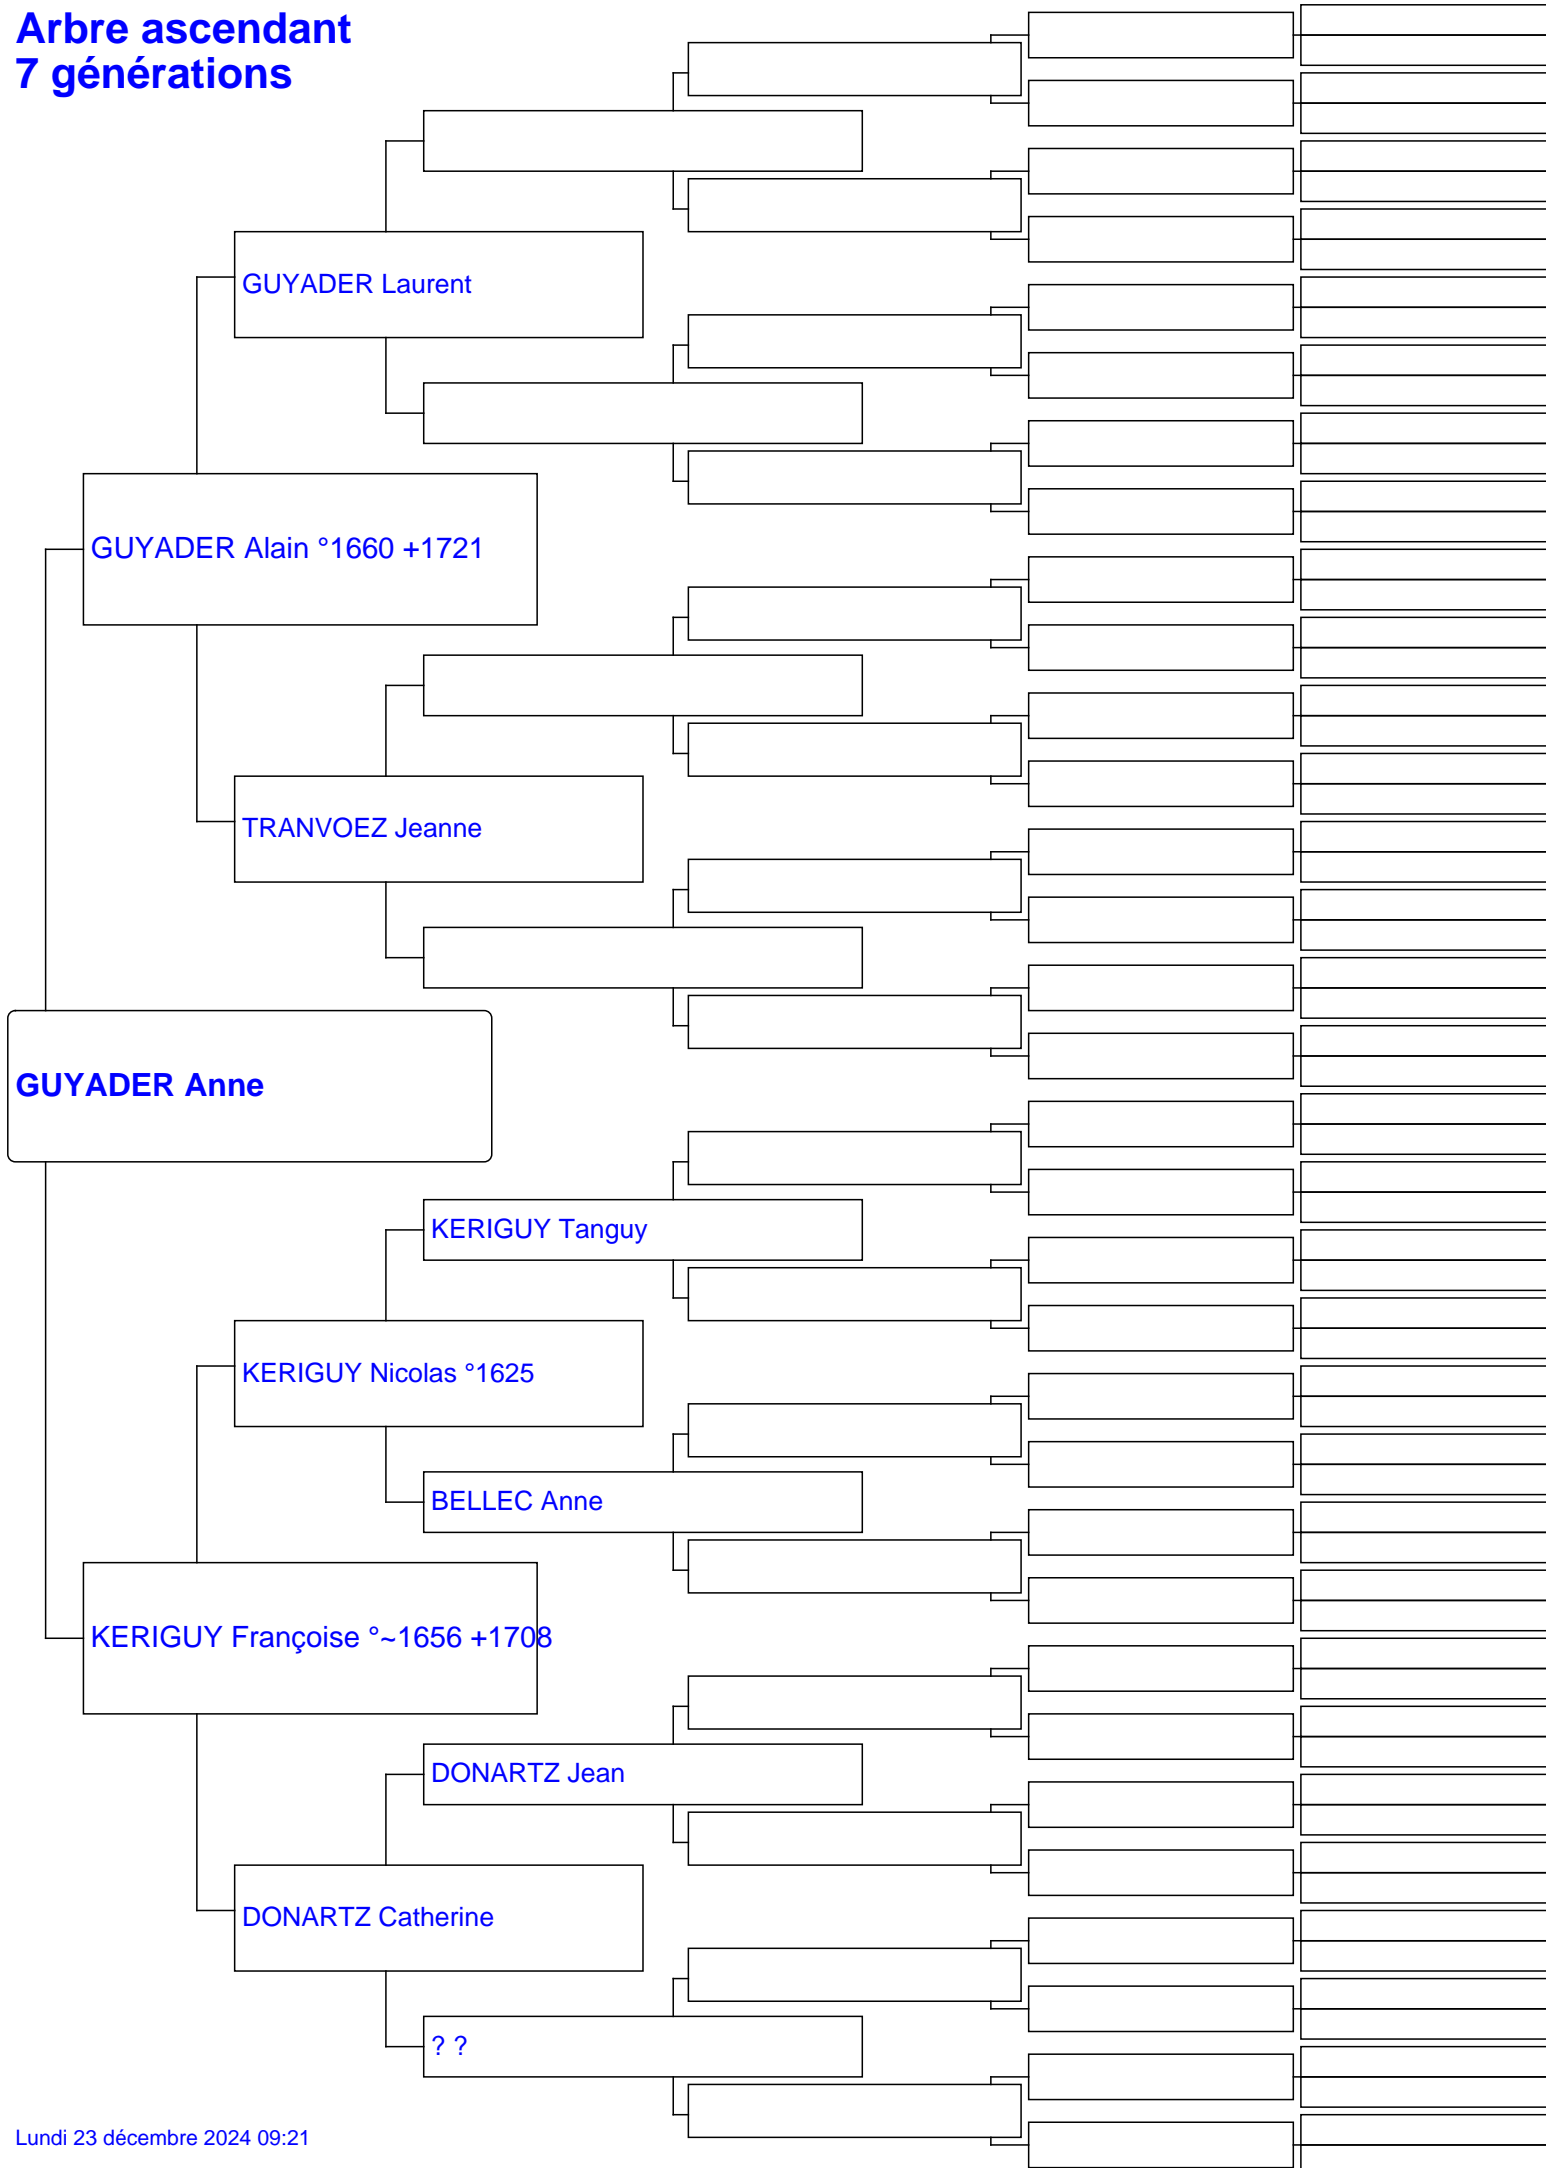 Arbre ascendant
7 générations
GUYADER Laurent
GUYADER Alain °1660 +1721
TRANVOEZ Jeanne
GUYADER Anne
KERIGUY Tanguy
KERIGUY Nicolas °1625
BELLEC Anne
KERIGUY Françoise °~1656 +1708
DONARTZ Jean
DONARTZ Catherine
? ?
Lundi 23 décembre 2024 09:21